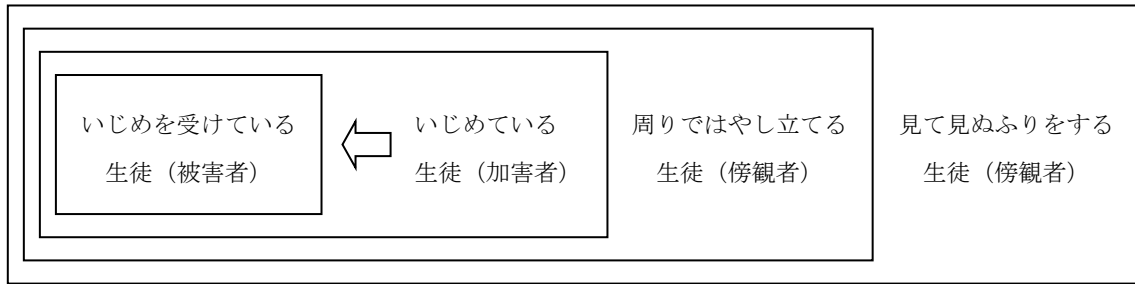 いじめを受けている
生徒（被害者）
いじめている
生徒（加害者）
周りではやし立てる
生徒（傍観者）
見て見ぬふりをする
生徒（傍観者）